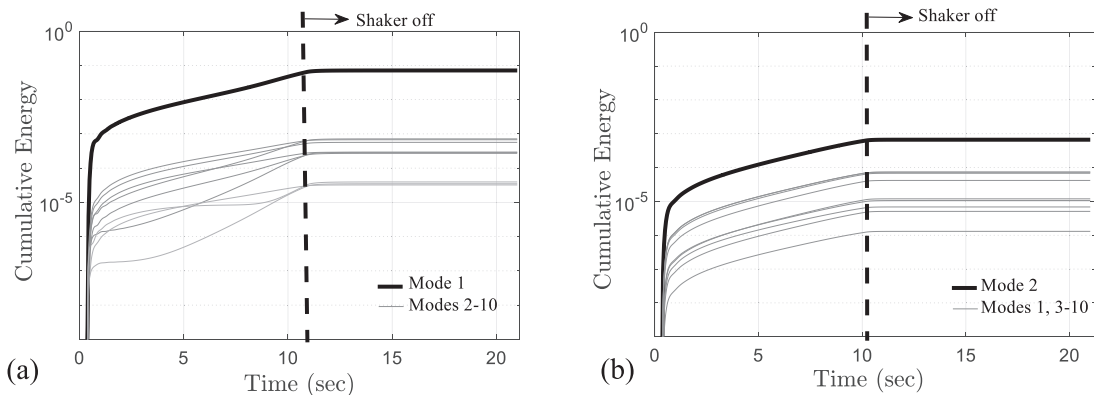 Shaker off
10^0
10^-5
Cumulative Energy
Mode 1
Modes 2-10
0 5 10 15 20
Time (sec)
(a)
Shaker off
10^0
10^-5
Cumulative Energy
Mode 2
Modes 1, 3-10
0 5 10 15 20
Time (sec)
(b)